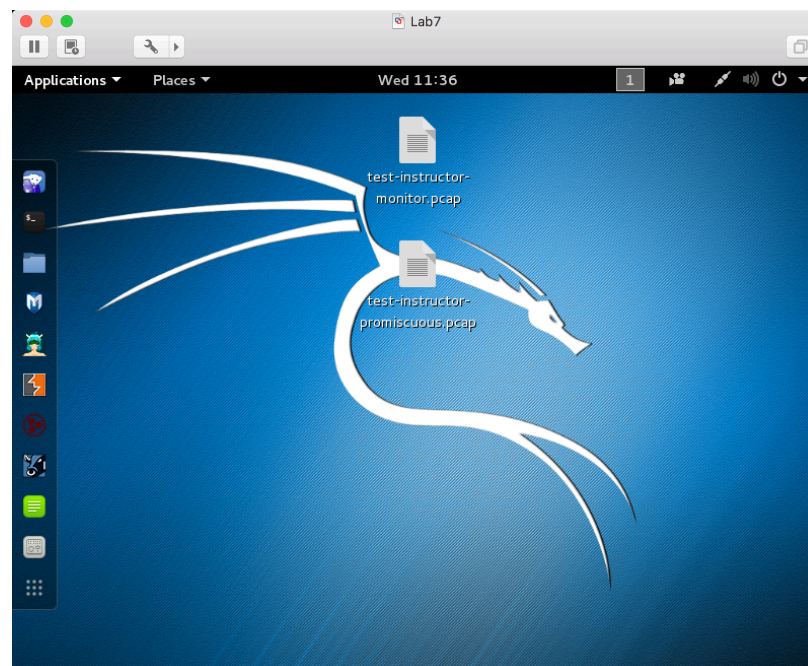 Lab7
Applications Places Wed 11:36 1
test-instructor-
monitor.pcap
$_
test-instructor-
promiscuous.pcap